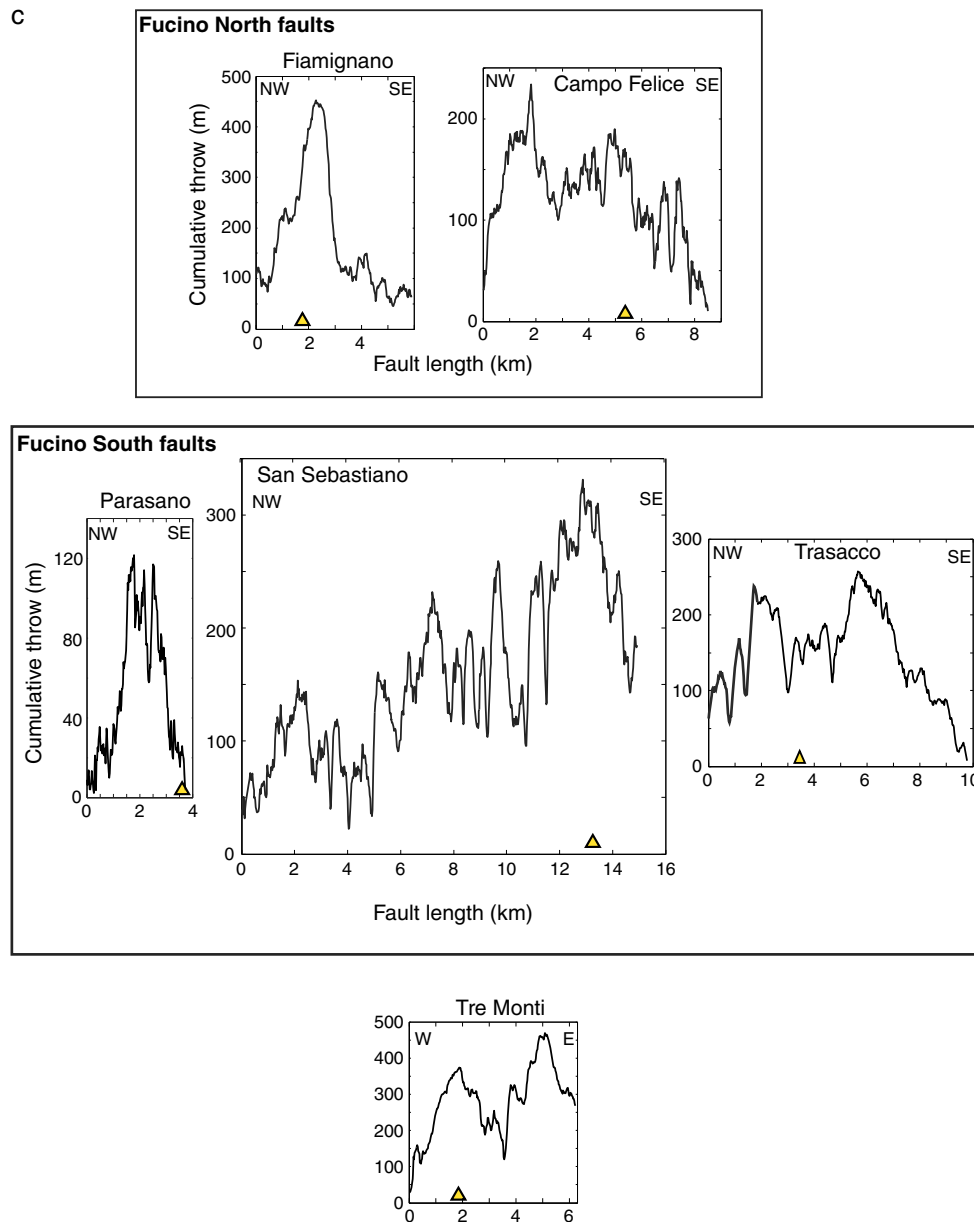 c
Fucino North faults
Fiamignano
NW SE
500
400
300
200
100
0
Cumulative throw (m)
0 2 4
Campo Felice
NW SE
200
100
0
0 2 4 6 8
Fault length (km)
Fucino South faults
Parasano
NW SE
120
80
40
0
Cumulative throw (m)
0 2 4
San Sebastiano
NW SE
300
200
100
0
0 2 4 6 8 10 12 14 16
Fault length (km)
Trasacco
NW SE
300
200
100
0
0 2 4 6 8 10
Tre Monti
W E
500
400
300
200
100
0
0 2 4 6